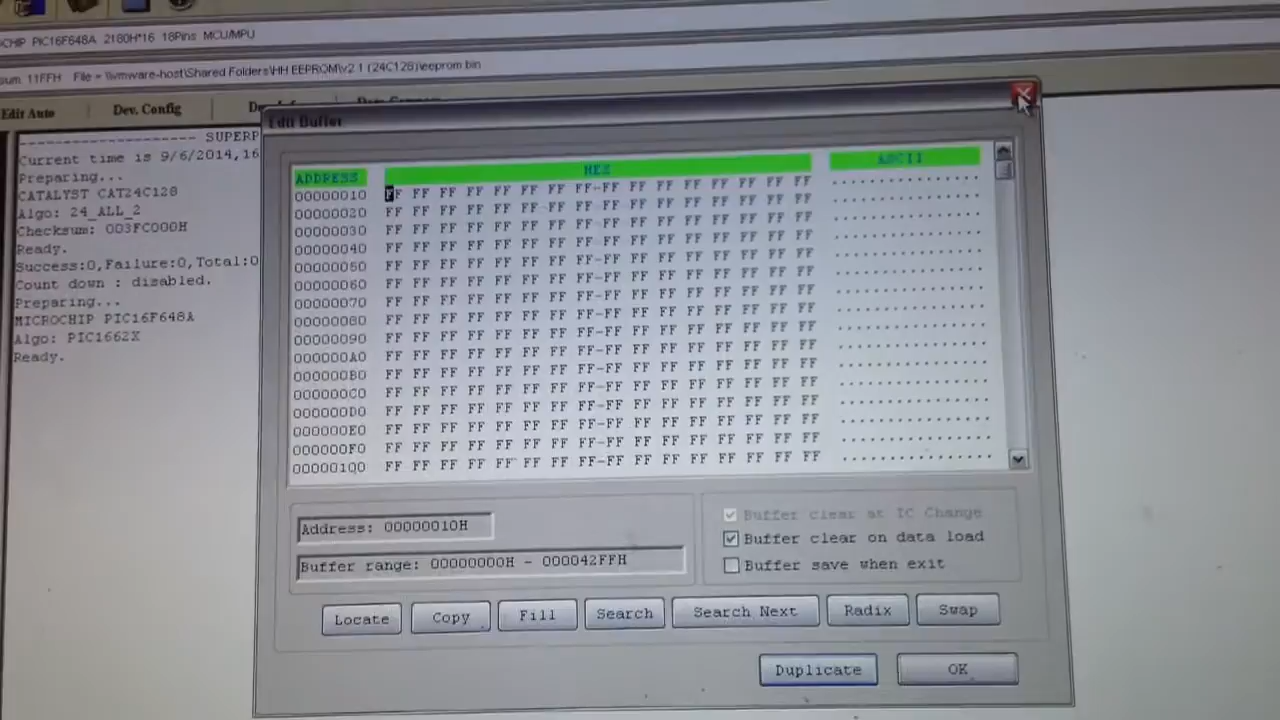 CHIP PIC16F648A 2180H*16 18Pins MCU/MPU
sum: 11FFH File = \\vmware-host\Shared Folders\HH EEPROM\v2.1 (24C128)\eeprom.bin
Edit Auto Dev. Config
Edit Buffer
SUPERP
Current time is 9/6/2014,16
Preparing...
CATALYST CAT24C128
Algo: 24_ALL_2
Checksum: 003FC000H
Ready.
Success:0,Failure:0,Total:0
Count down : disabled.
Preparing...
MICROCHIP PIC16F648A
Algo: PIC1662X
Ready.
ADDRESS HEX ASCII
00000010 FF FF FF FF FF FF FF FF-FF FF FF FF FF FF FF FF ................
00000020 FF FF FF FF FF FF FF FF-FF FF FF FF FF FF FF FF ................
00000030 FF FF FF FF FF FF FF FF-FF FF FF FF FF FF FF FF ................
00000040 FF FF FF FF FF FF FF FF-FF FF FF FF FF FF FF FF ................
00000050 FF FF FF FF FF FF FF FF-FF FF FF FF FF FF FF FF ................
00000060 FF FF FF FF FF FF FF FF-FF FF FF FF FF FF FF FF ................
00000070 FF FF FF FF FF FF FF FF-FF FF FF FF FF FF FF FF ................
00000080 FF FF FF FF FF FF FF FF-FF FF FF FF FF FF FF FF ................
00000090 FF FF FF FF FF FF FF FF-FF FF FF FF FF FF FF FF ................
000000A0 FF FF FF FF FF FF FF FF-FF FF FF FF FF FF FF FF ................
000000B0 FF FF FF FF FF FF FF FF-FF FF FF FF FF FF FF FF ................
000000C0 FF FF FF FF FF FF FF FF-FF FF FF FF FF FF FF FF ................
000000D0 FF FF FF FF FF FF FF FF-FF FF FF FF FF FF FF FF ................
000000E0 FF FF FF FF FF FF FF FF-FF FF FF FF FF FF FF FF ................
000000F0 FF FF FF FF FF FF FF FF-FF FF FF FF FF FF FF FF ................
00000100 FF FF FF FF FF FF FF FF-FF FF FF FF FF FF FF FF ................
Address: 00000010H
Buffer range: 00000000H - 000042FFH
Buffer clear at IC Change
Buffer clear on data load
Buffer save when exit
Locate Copy Fill Search Search Next Radix Swap
Duplicate OK